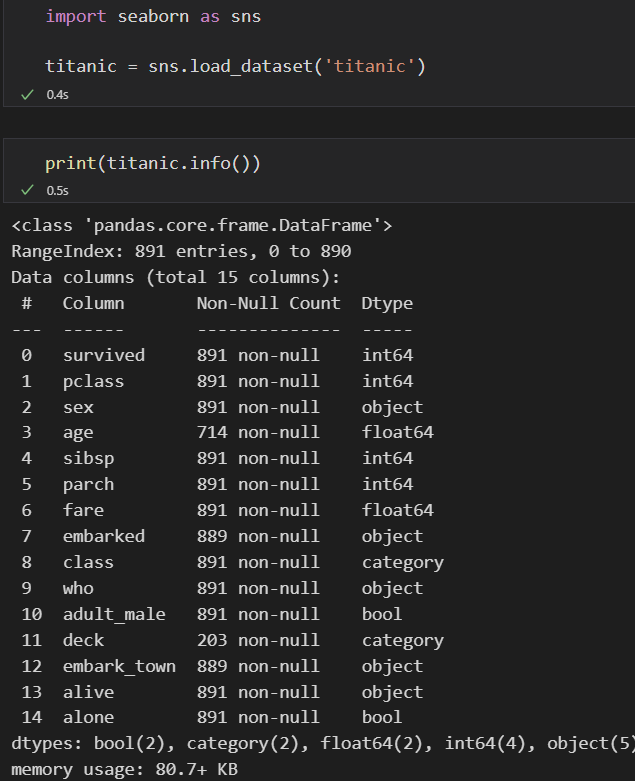 import seaborn as sns
titanic = sns.load_dataset('titanic')
0.4s
print(titanic.info())
0.5s
<class 'pandas.core.frame.DataFrame'>
RangeIndex: 891 entries, 0 to 890
Data columns (total 15 columns):
 #   Column       Non-Null Count  Dtype
---  ------       --------------  -----
 0   survived     891 non-null    int64
 1   pclass       891 non-null    int64
 2   sex          891 non-null    object
 3   age          714 non-null    float64
 4   sibsp        891 non-null    int64
 5   parch        891 non-null    int64
 6   fare         891 non-null    float64
 7   embarked     889 non-null    object
 8   class        891 non-null    category
 9   who          891 non-null    object
 10  adult_male   891 non-null    bool
 11  deck         203 non-null    category
 12  embark_town  889 non-null    object
 13  alive        891 non-null    object
 14  alone        891 non-null    bool
dtypes: bool(2), category(2), float64(2), int64(4), object(5)
memory usage: 80.7+ KB